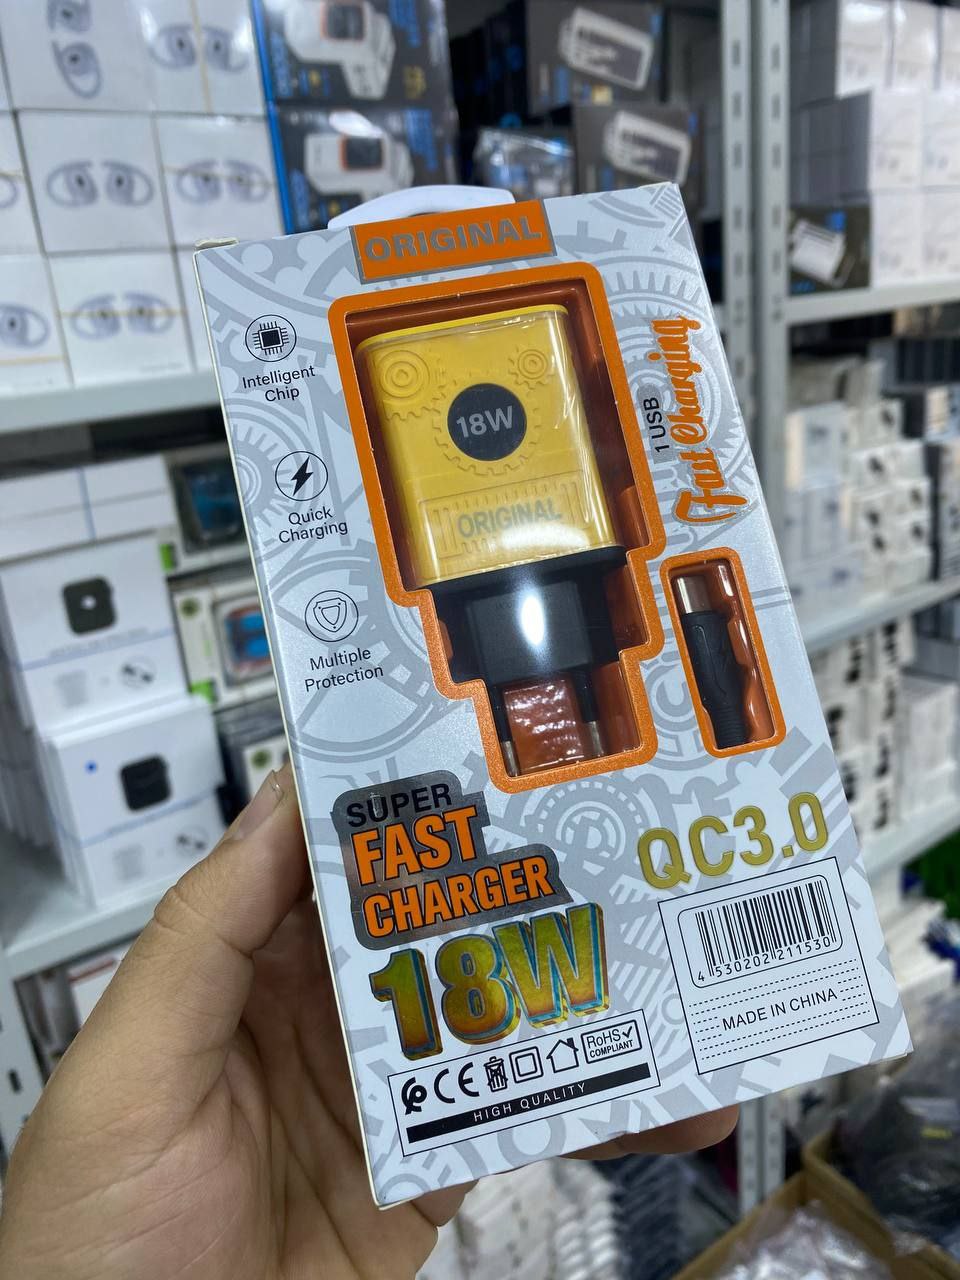 ORIGINAL
Intelligent
Chip
Quick
Charging
Multiple
Protection
18W
ORIGINAL
1 USB
Fast Charging
SUPER
FAST
CHARGER
18W
QC3.0
4 530202 211530
MADE IN CHINA
CE
RoHS
COMPLIANT
HIGH QUALITY